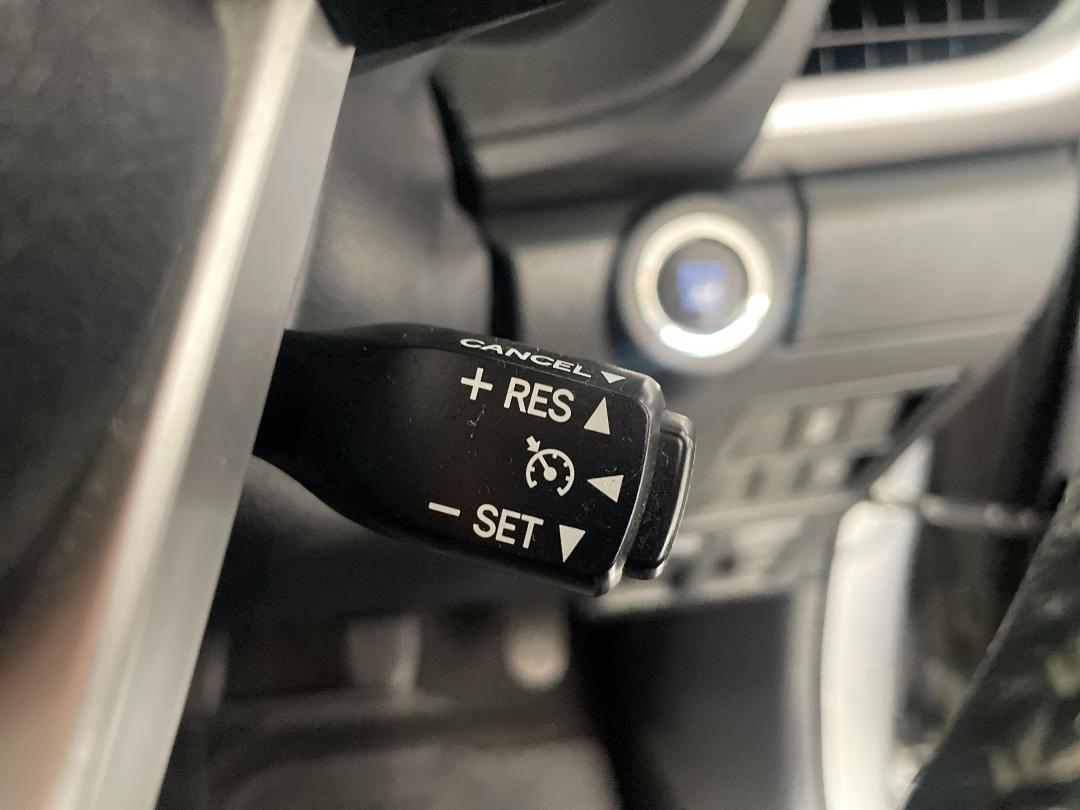 CANCEL ▼
+ RES ▲
◀
− SET ▼